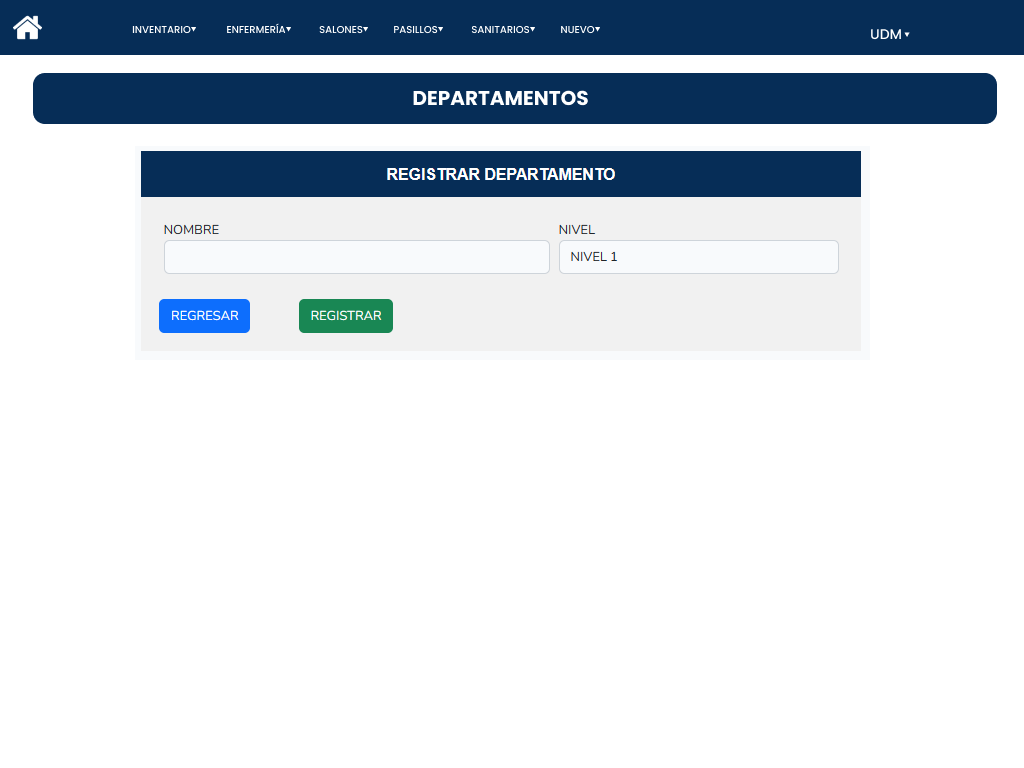 INVENTARIO▾ ENFERMERÍA▾ SALONES▾ PASILLOS▾ SANITARIOS▾ NUEVO▾ UDM ▾
DEPARTAMENTOS
REGISTRAR DEPARTAMENTO
NOMBRE NIVEL
NIVEL 1
REGRESAR REGISTRAR